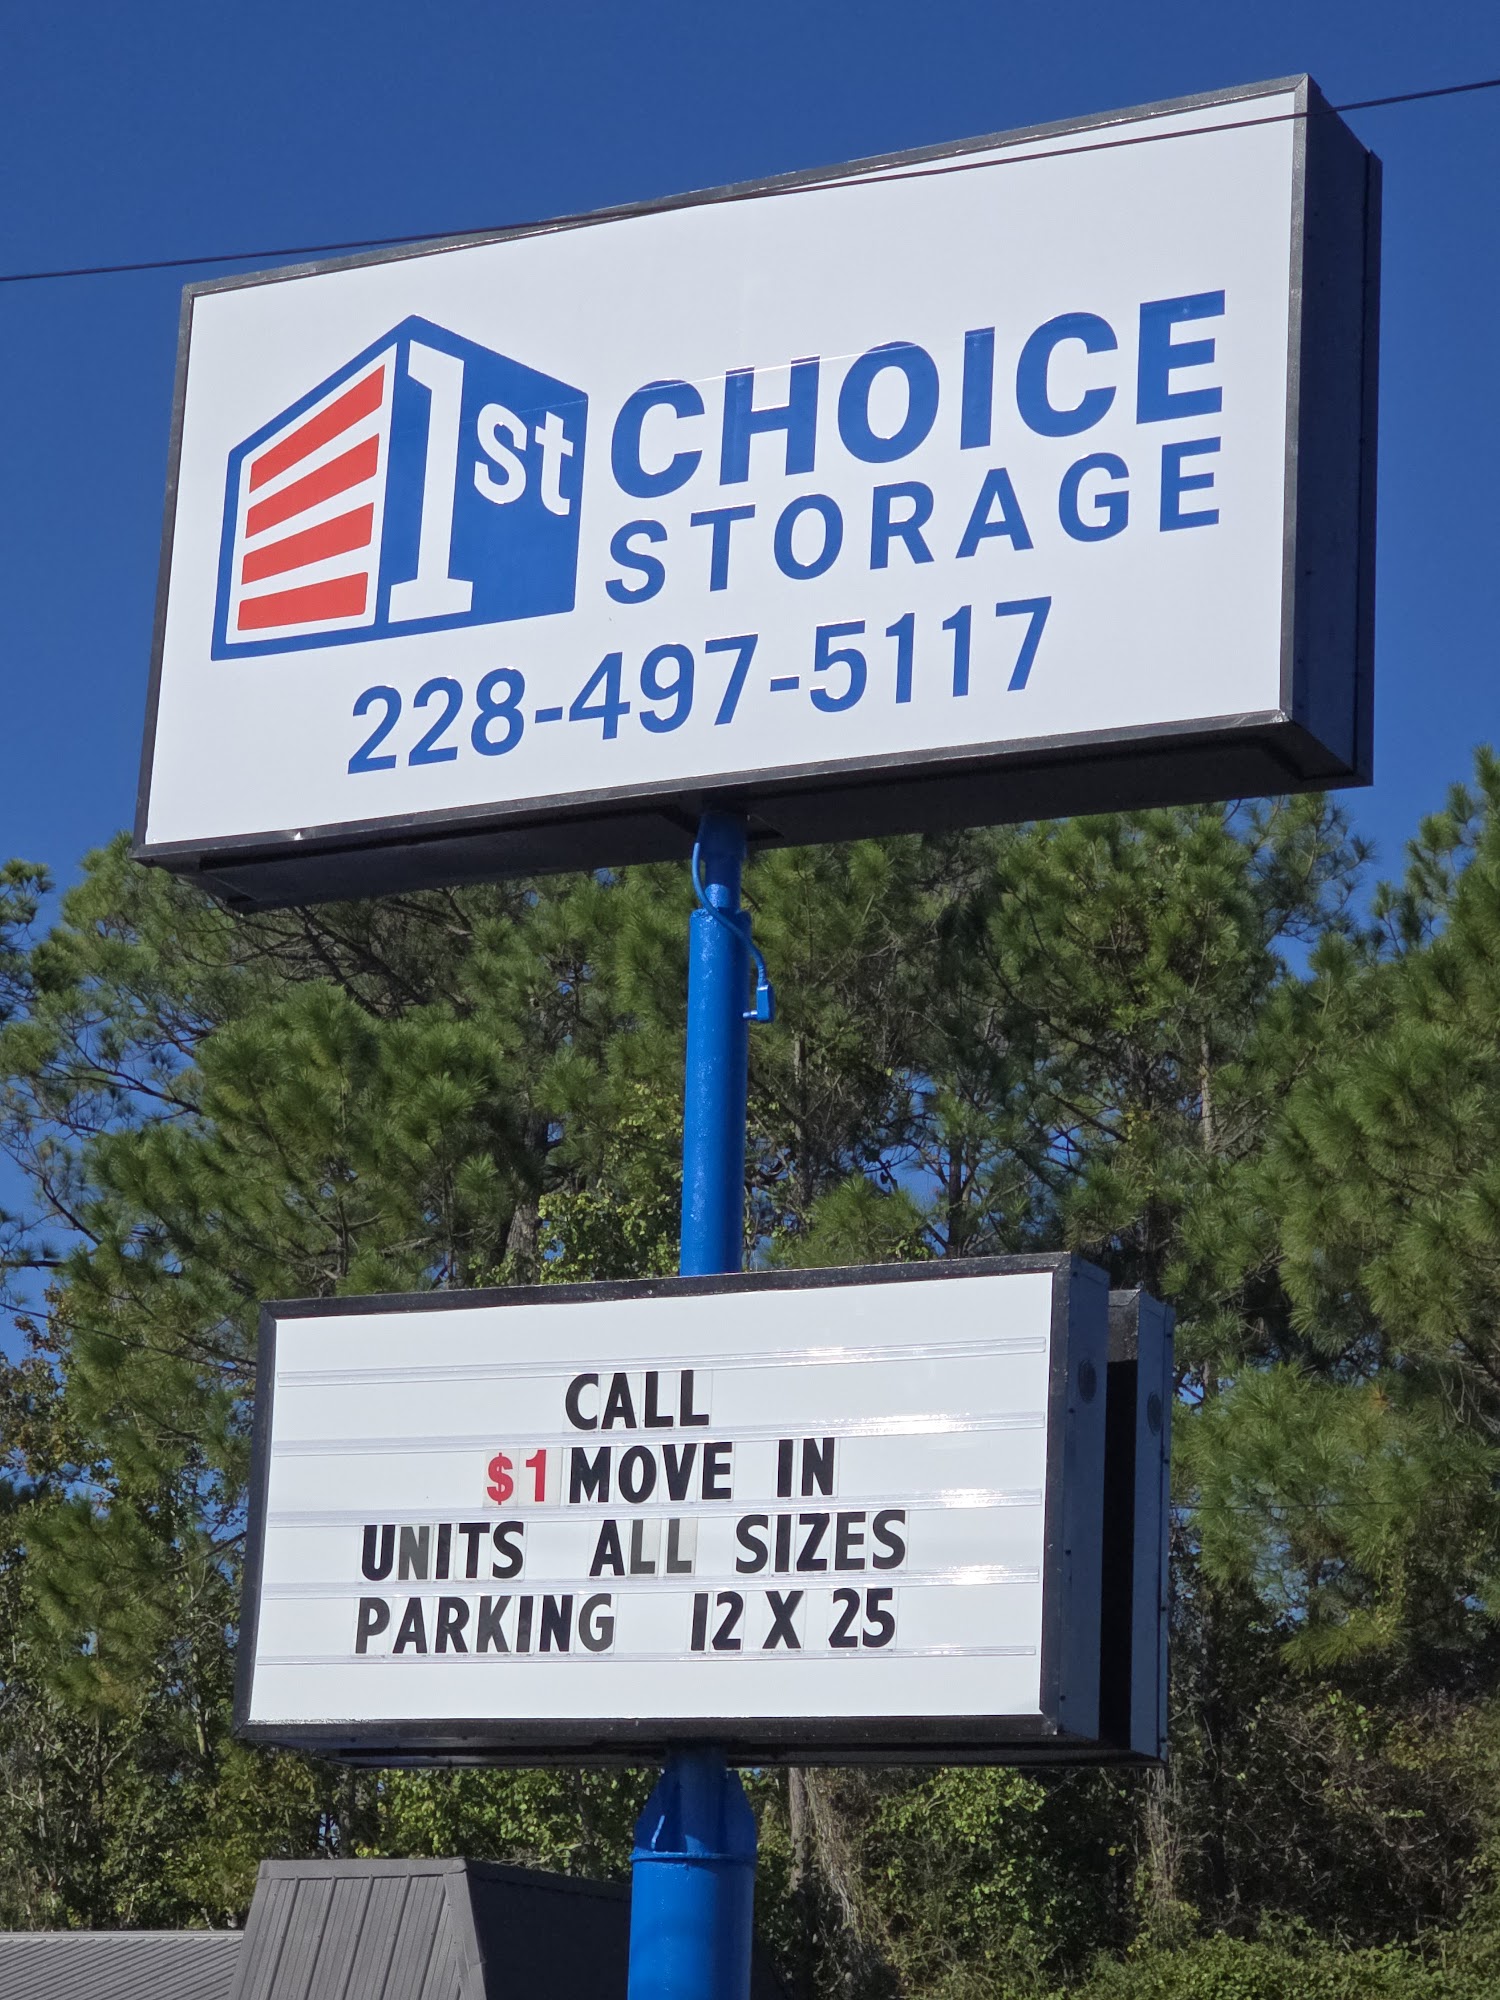 1st CHOICE
STORAGE
228-497-5117
CALL
$1 MOVE IN
UNITS ALL SIZES
PARKING 12 X 25